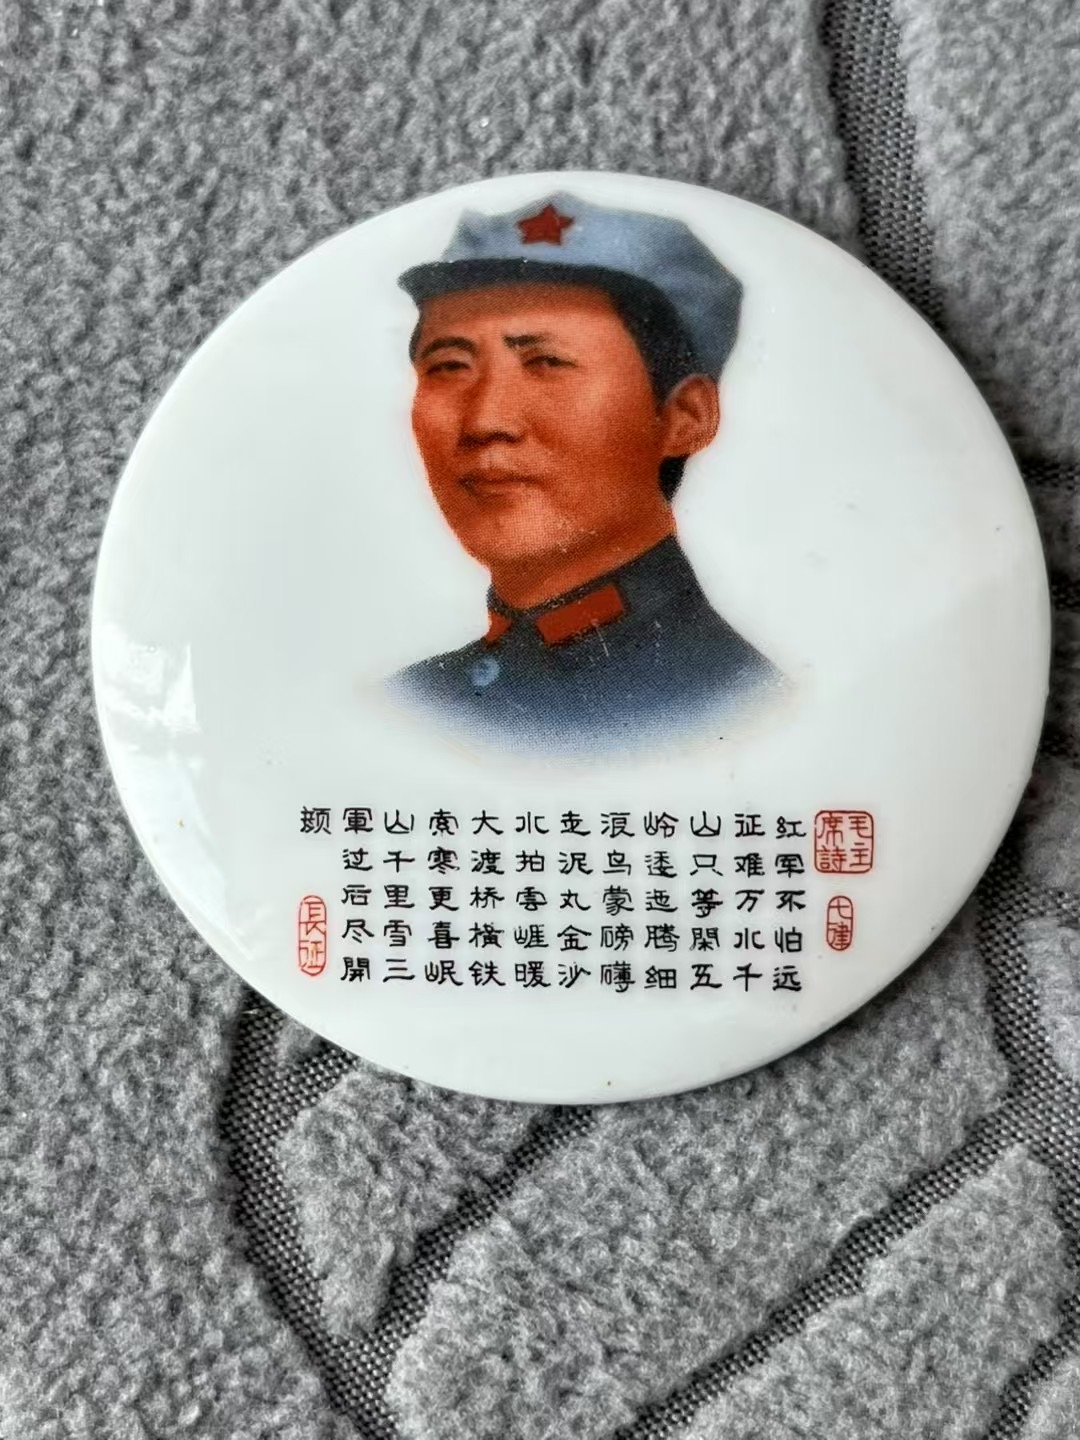 毛主
席詩
七律
红军不怕远
征难万水千
山只等閑五
岭逶迤腾细
浪鸟蒙磅礴
走泥丸金沙
水拍雲崕暖
大渡桥横铁
索寒更喜岷
山千里雪三
軍过后尽開
颜
長征